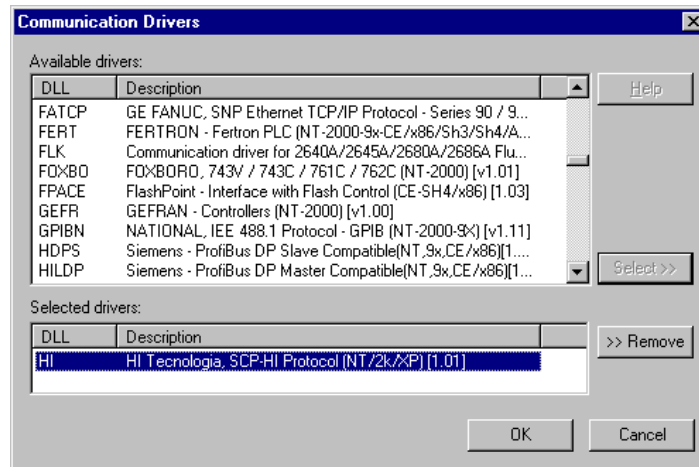 Communication Drivers
Available drivers:
DLL Description
FATCP GE FANUC, SNP Ethernet TCP/IP Protocol - Series 90 / 9...
FERT FERTRON - Fertron PLC (NT-2000-9x-CE/x86/Sh3/Sh4/A...
FLK Communication driver for 2640A/2645A/2680A/2686A Flu...
FOXBO FOXBORO, 743V / 743C / 761C / 762C (NT-2000) [v1.01]
FPACE FlashPoint - Interface with Flash Control (CE-SH4/x86) [1.03]
GEFR GEFRAN - Controllers (NT-2000) [v1.00]
GPIBN NATIONAL, IEEE 488.1 Protocol - GPIB (NT-2000-9X) [v1.11]
HDPS Siemens - ProfiBus DP Slave Compatible(NT,9x,CE/x86)[1....
HILDP Siemens - ProfiBus DP Master Compatible(NT,9x,CE/x86)[1...
Help
Select >>
Selected drivers:
DLL Description
HI HI Tecnologia, SCP-HI Protocol (NT/2k/XP) [1.01]
>> Remove
OK Cancel